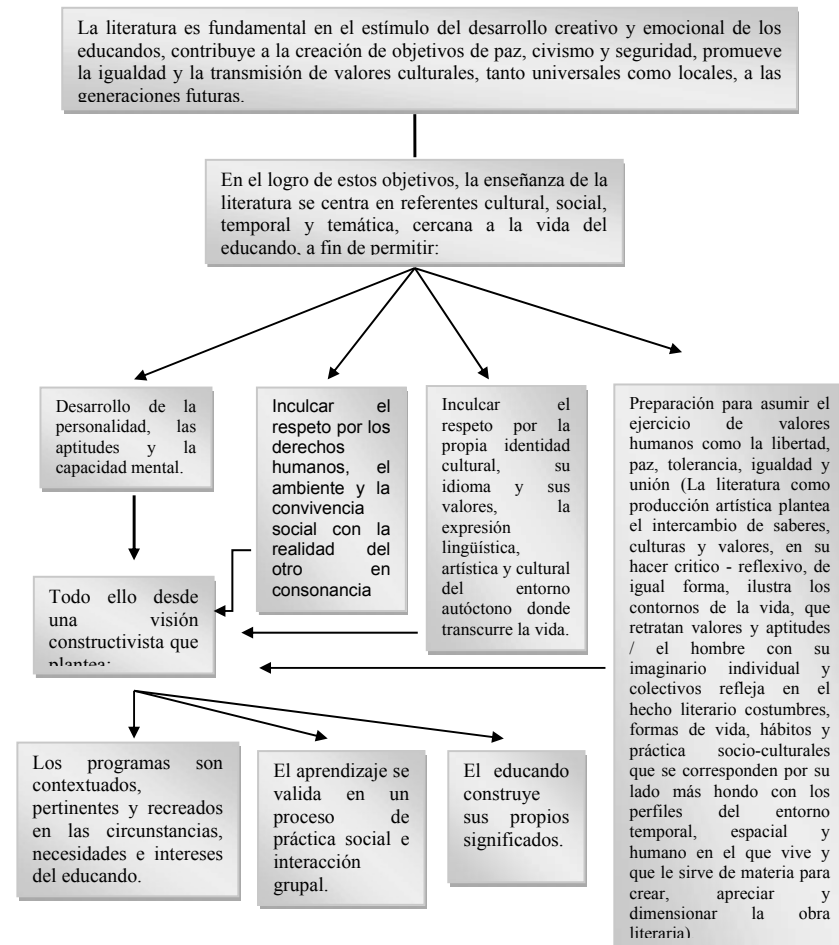 La literatura es fundamental en el estímulo del desarrollo creativo y emocional de los
educandos, contribuye a la creación de objetivos de paz, civismo y seguridad, promueve
la igualdad y la transmisión de valores culturales, tanto universales como locales, a las
generaciones futuras.
En el logro de estos objetivos, la enseñanza de la
literatura se centra en referentes cultural, social,
temporal y temática, cercana a la vida del
educando, a fin de permitir:
Desarrollo de la
personalidad, las
aptitudes y la
capacidad mental.
Inculcar el
respeto por los
derechos
humanos, el
ambiente y la
convivencia
social con la
realidad del
otro en
consonancia
Inculcar el
respeto por la
propia identidad
cultural, su
idioma y sus
valores, la
expresión
lingüística,
artística y cultural
del entorno
autóctono donde
transcurre la vida.
Preparación para asumir el
ejercicio de valores
humanos como la libertad,
paz, tolerancia, igualdad y
unión (La literatura como
producción artística plantea
el intercambio de saberes,
culturas y valores, en su
hacer critico - reflexivo, de
igual forma, ilustra los
contornos de la vida, que
retratan valores y aptitudes
/ el hombre con su
imaginario individual y
colectivos refleja en el
hecho literario costumbres,
formas de vida, hábitos y
práctica socio-culturales
que se corresponden por su
lado más hondo con los
perfiles del entorno
temporal, espacial y
humano en el que vive y
que le sirve de materia para
crear, apreciar y
dimensionar la obra
literaria)
Todo ello desde
una visión
constructivista que
plantea:
Los programas son
contextuados,
pertinentes y recreados
en las circunstancias,
necesidades e intereses
del educando.
El aprendizaje se
valida en un
proceso de
práctica social e
interacción
grupal.
El educando
construye
sus propios
significados.